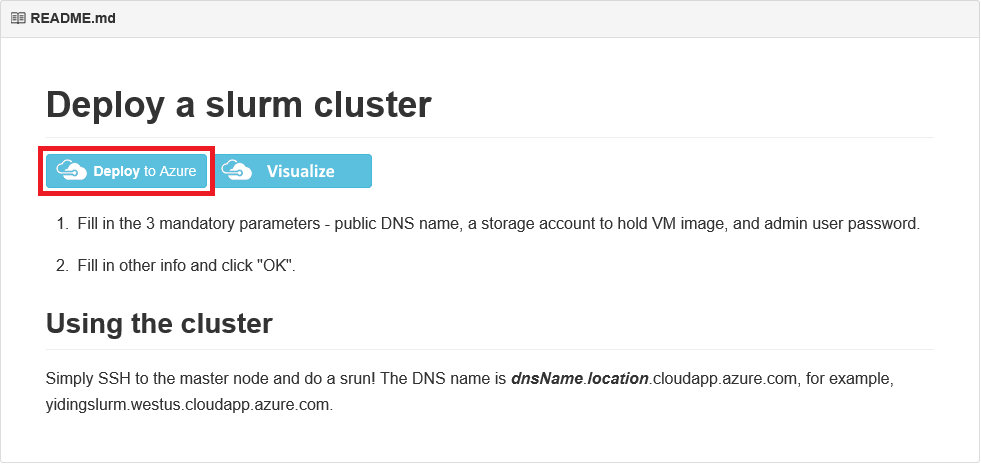 README.md
Deploy a slurm cluster
Deploy to Azure Visualize
1. Fill in the 3 mandatory parameters - public DNS name, a storage account to hold VM image, and admin user password.
2. Fill in other info and click "OK".
Using the cluster
Simply SSH to the master node and do a srun! The DNS name is dnsName.location.cloudapp.azure.com, for example,
yidingslurm.westus.cloudapp.azure.com.